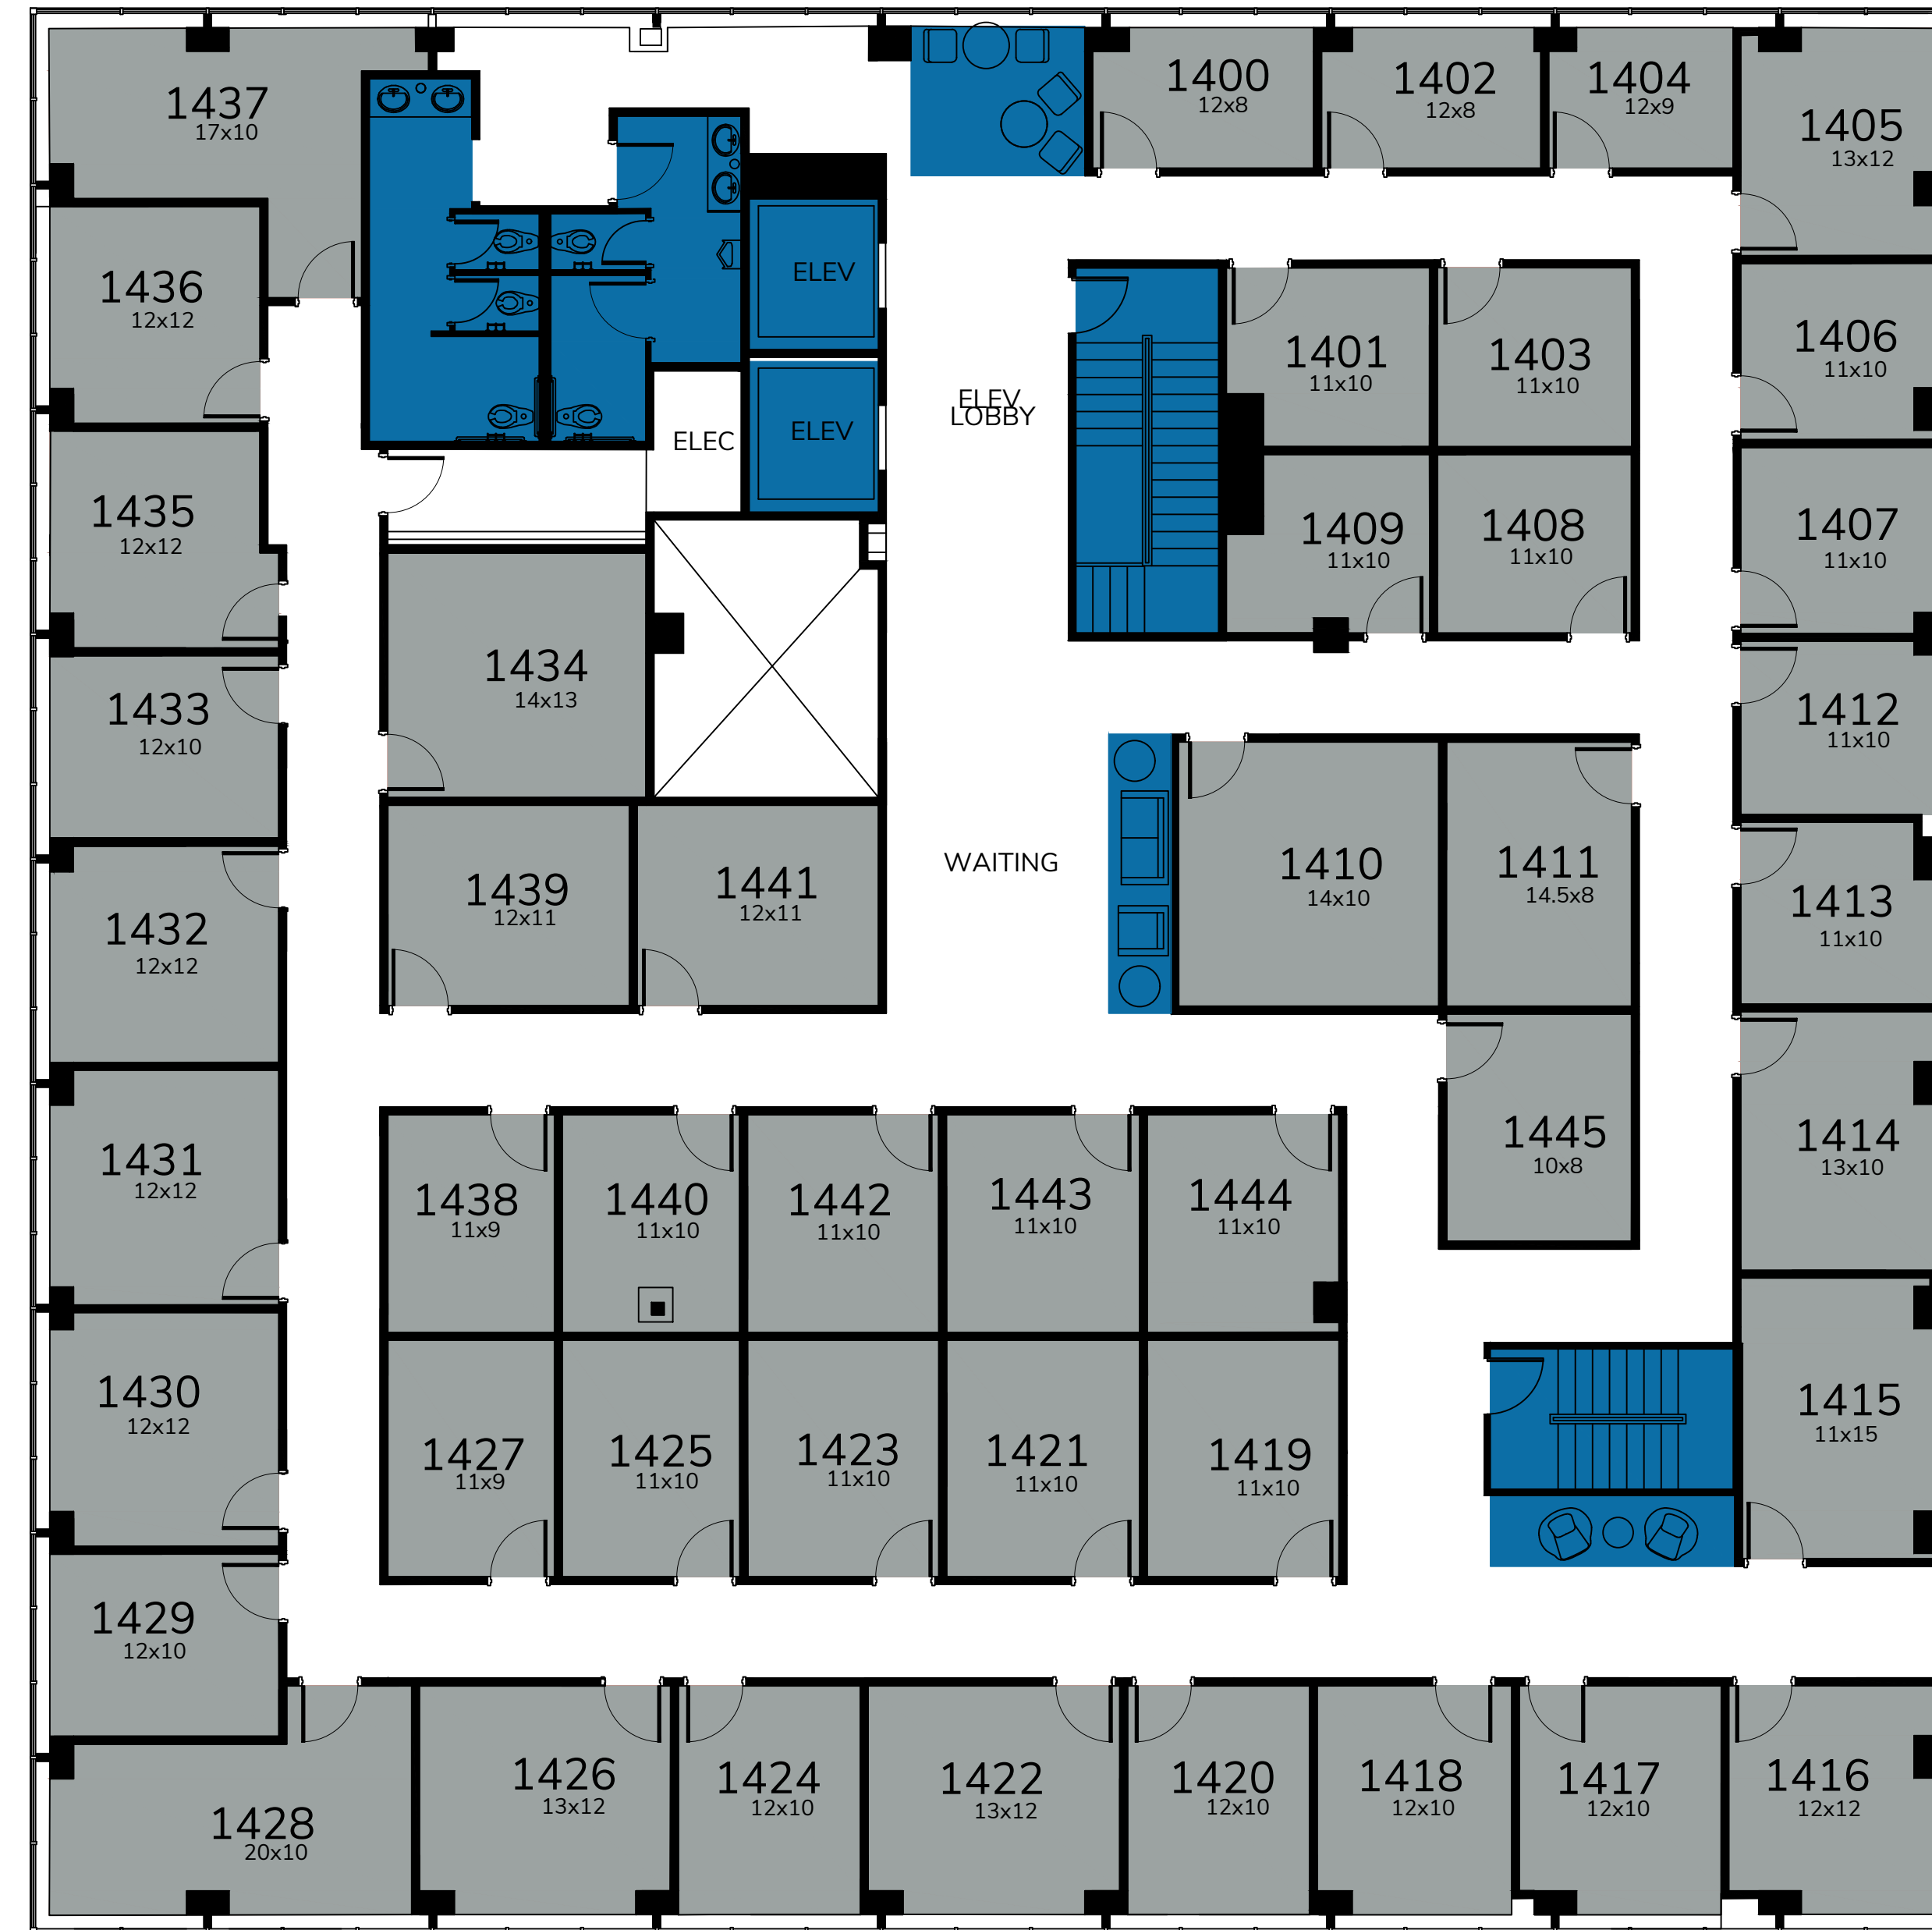 1437
17x10
1400
12x8
1402
12x8
1404
12x9
1405
13x12
1436
12x12
ELEV
1401
11x10
1403
11x10
1406
11x10
ELEV
LOBBY
ELEC
ELEV
1435
12x12
1409
11x10
1408
11x10
1407
11x10
1434
14x13
1433
12x10
1412
11x10
WAITING
1439
12x11
1441
12x11
1410
14x10
1411
14.5x8
1413
11x10
1432
12x12
1431
12x12
1445
10x8
1414
13x10
1438
11x9
1440
11x10
1442
11x10
1443
11x10
1444
11x10
1430
12x12
1415
11x15
1427
11x9
1425
11x10
1423
11x10
1421
11x10
1419
11x10
1429
12x10
1428
20x10
1426
13x12
1424
12x10
1422
13x12
1420
12x10
1418
12x10
1417
12x10
1416
12x12